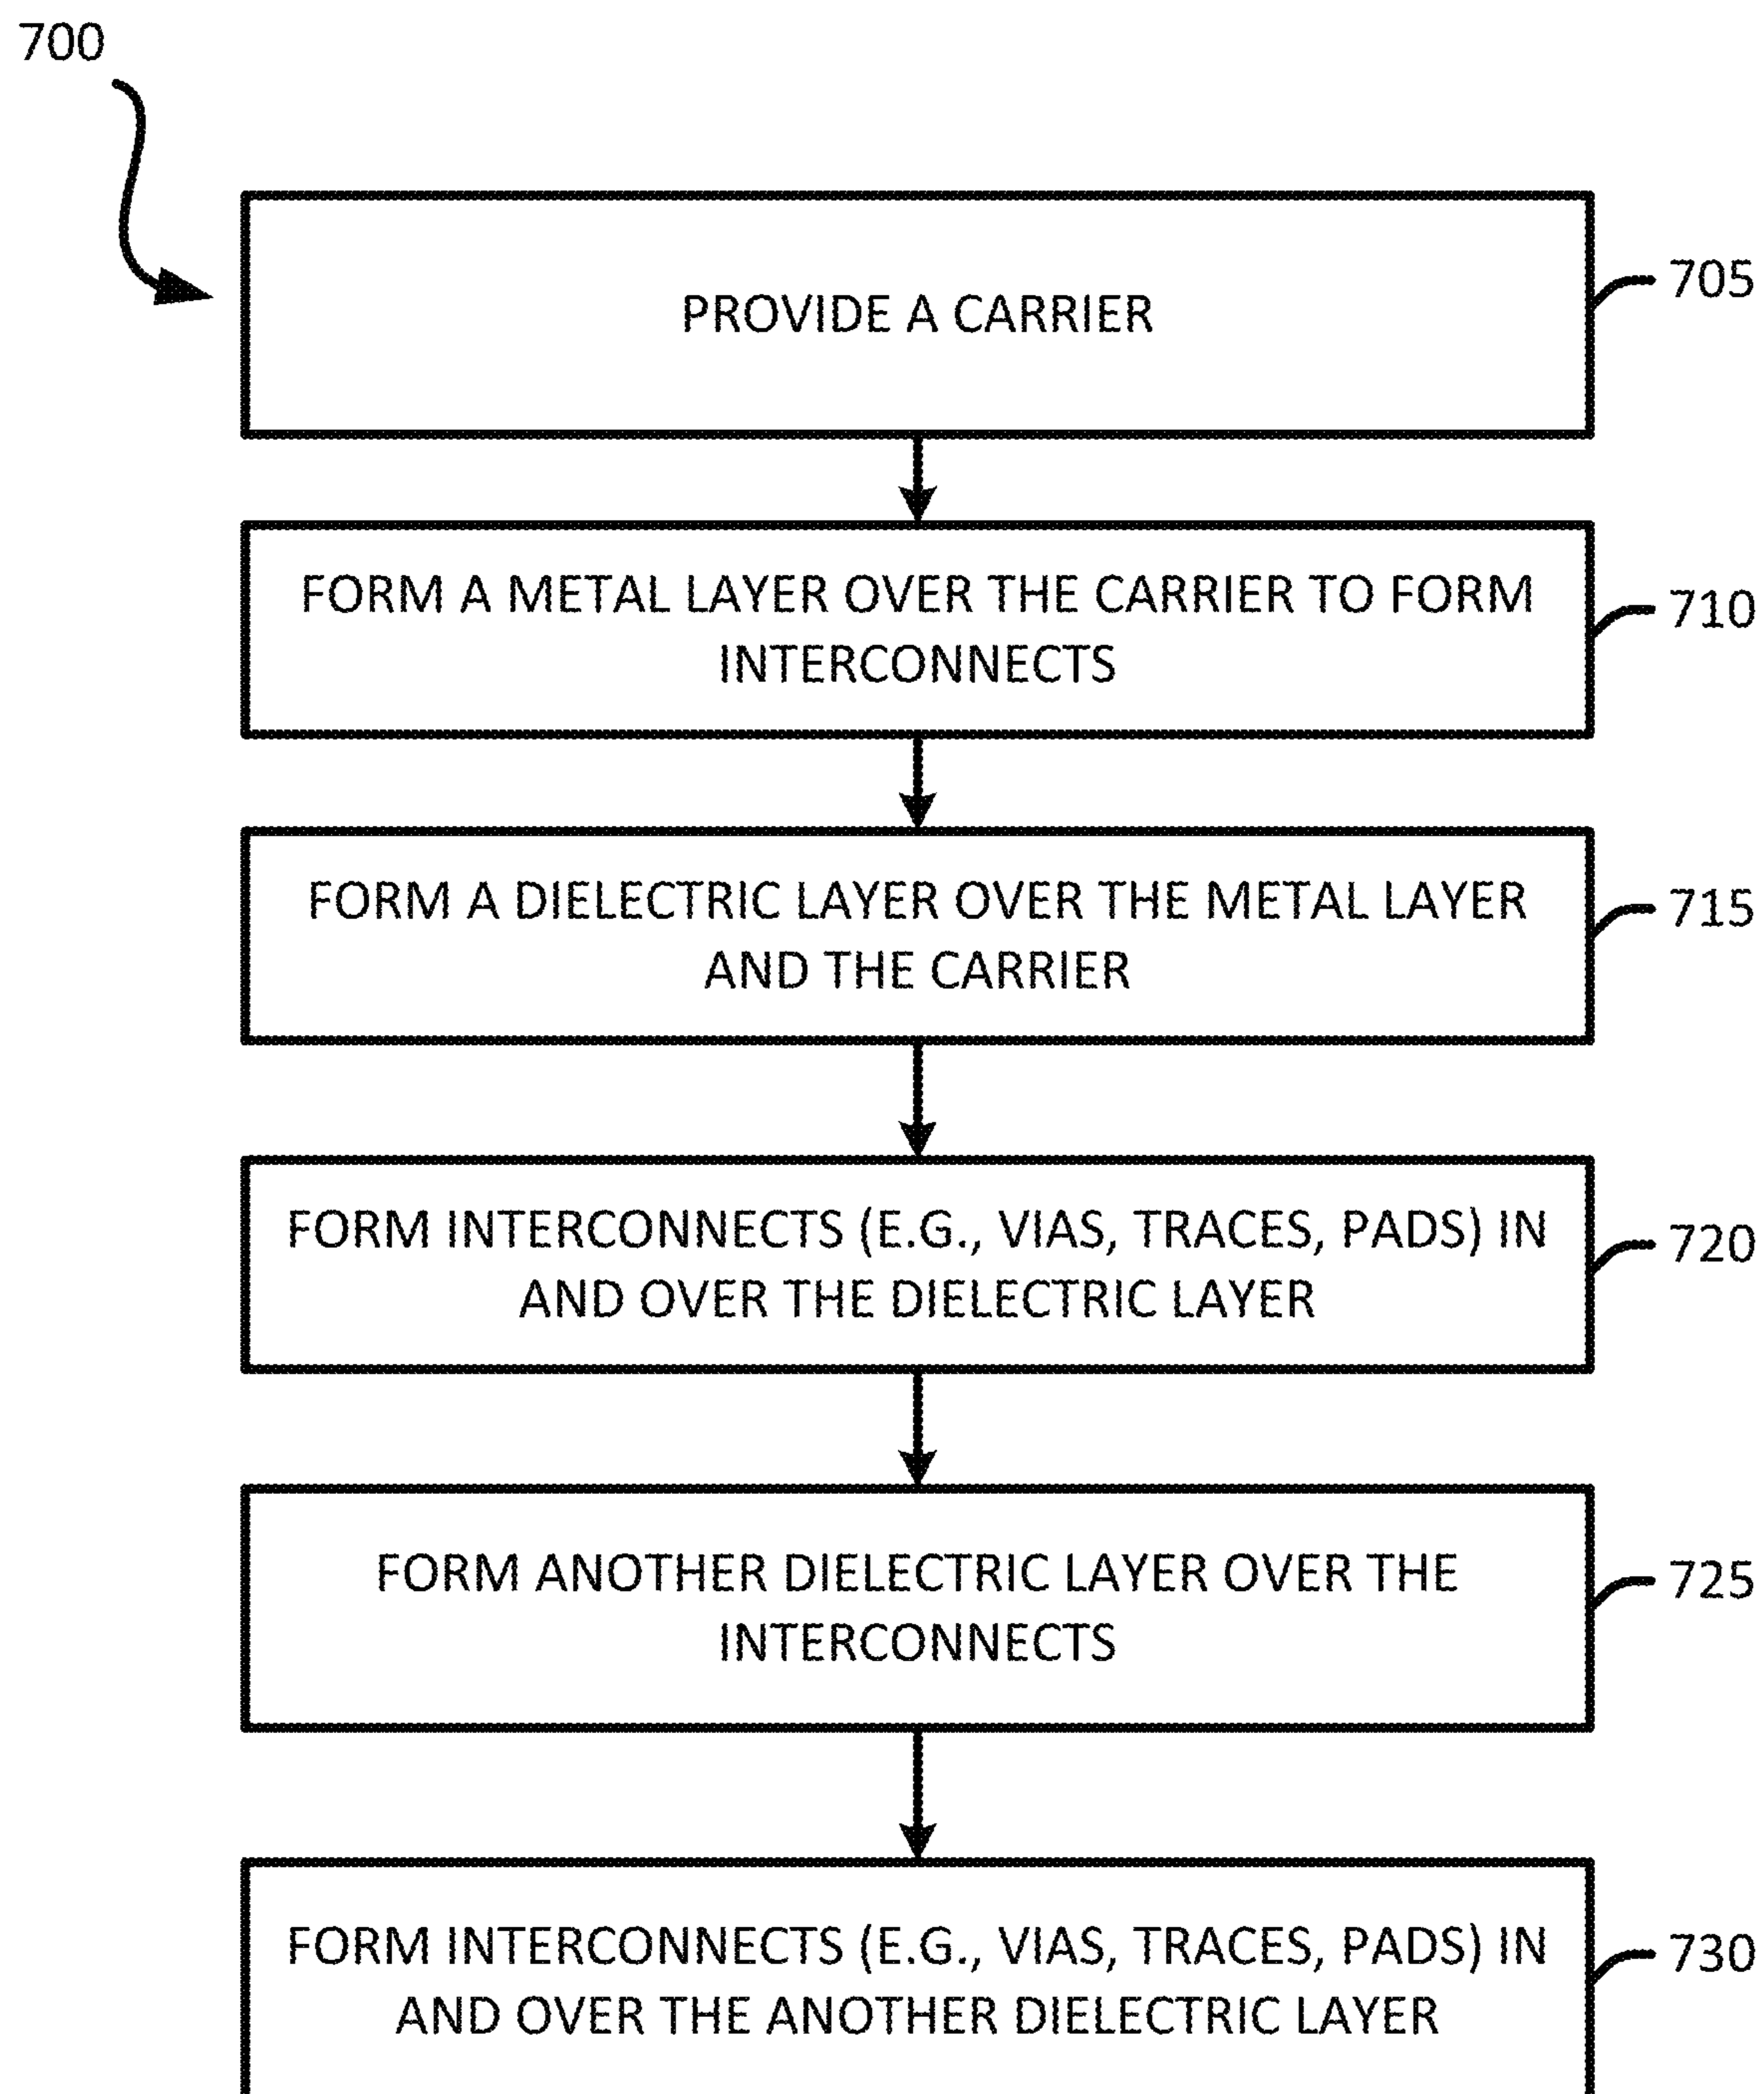 700
PROVIDE A CARRIER
705
FORM A METAL LAYER OVER THE CARRIER TO FORM
INTERCONNECTS
710
FORM A DIELECTRIC LAYER OVER THE METAL LAYER
AND THE CARRIER
715
FORM INTERCONNECTS (E.G., VIAS, TRACES, PADS) IN
AND OVER THE DIELECTRIC LAYER
720
FORM ANOTHER DIELECTRIC LAYER OVER THE
INTERCONNECTS
725
FORM INTERCONNECTS (E.G., VIAS, TRACES, PADS) IN
AND OVER THE ANOTHER DIELECTRIC LAYER
730